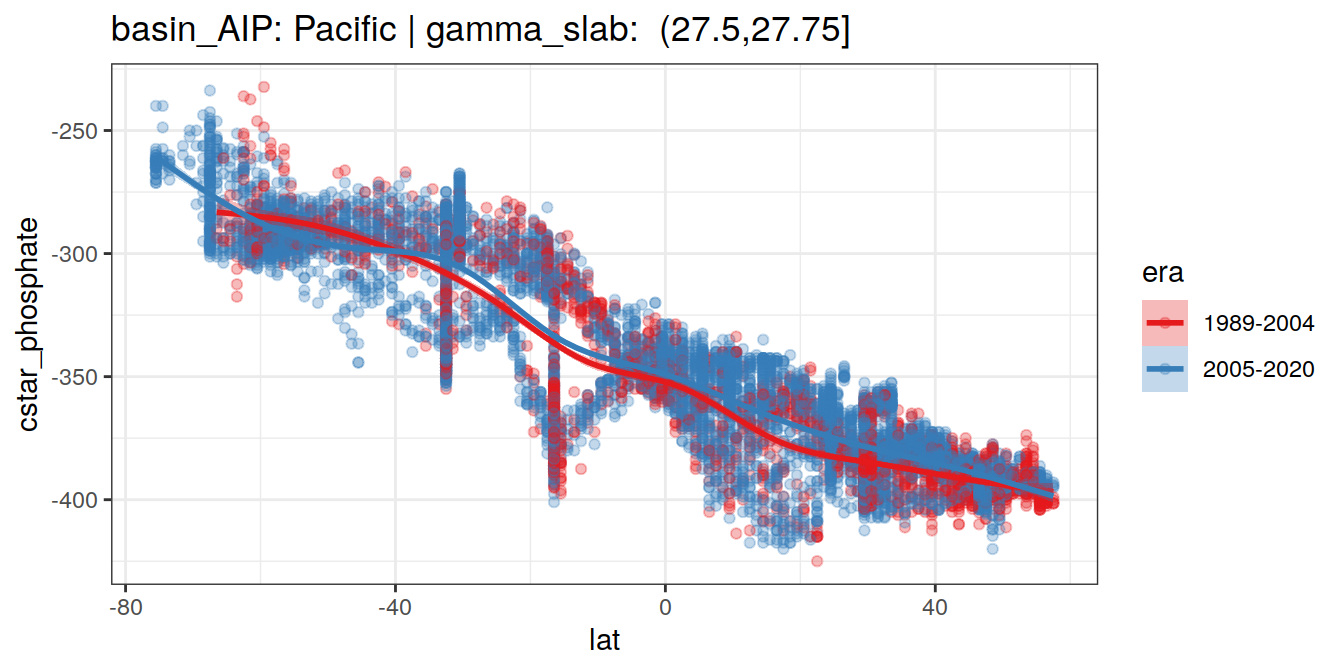 basin_AIP: Pacific | gamma_slab:  (27.5,27.75]
cstar_phosphate
-250
-300
-350
-400
-80
-40
0
40
lat
era
1989-2004
2005-2020